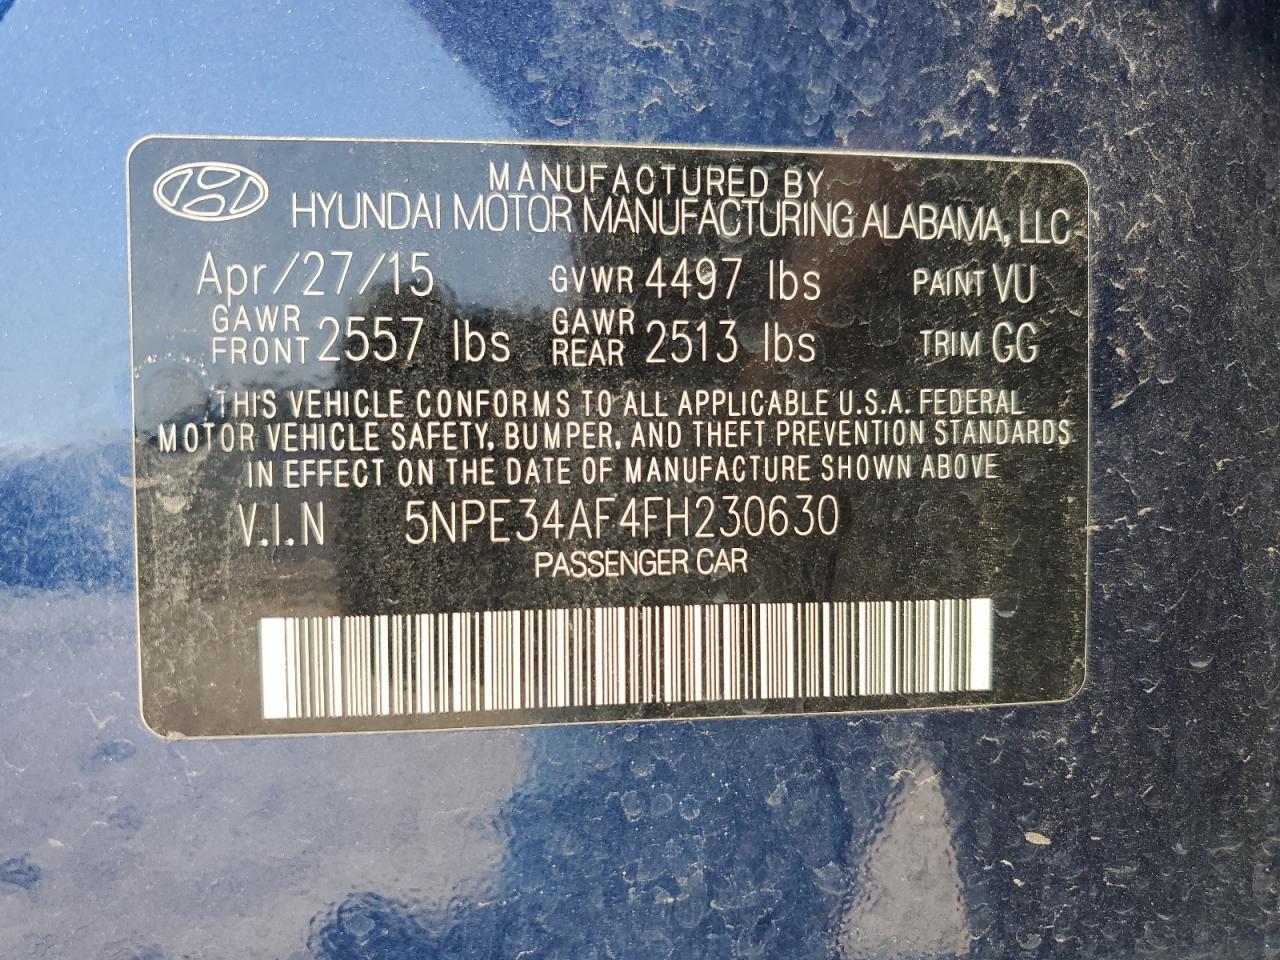 MANUFACTURED BY
HYUNDAI MOTOR MANUFACTURING ALABAMA, LLC
Apr/27/15 GVWR 4497 lbs PAINT VU
GAWR FRONT 2557 lbs GAWR REAR 2513 lbs TRIM GG
THIS VEHICLE CONFORMS TO ALL APPLICABLE U.S.A. FEDERAL
MOTOR VEHICLE SAFETY, BUMPER, AND THEFT PREVENTION STANDARDS
IN EFFECT ON THE DATE OF MANUFACTURE SHOWN ABOVE
V.I.N 5NPE34AF4FH230630
PASSENGER CAR